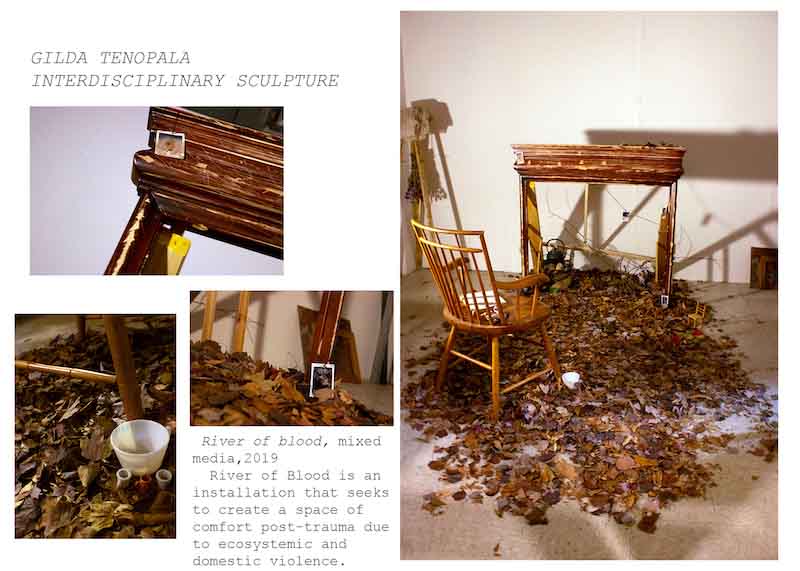 GILDA TENOPALA
INTERDISCIPLINARY SCULPTURE
River of blood, mixed
media,2019
River of Blood is an
installation that seeks
to create a space of
comfort post-trauma due
to ecosystemic and
domestic violence.